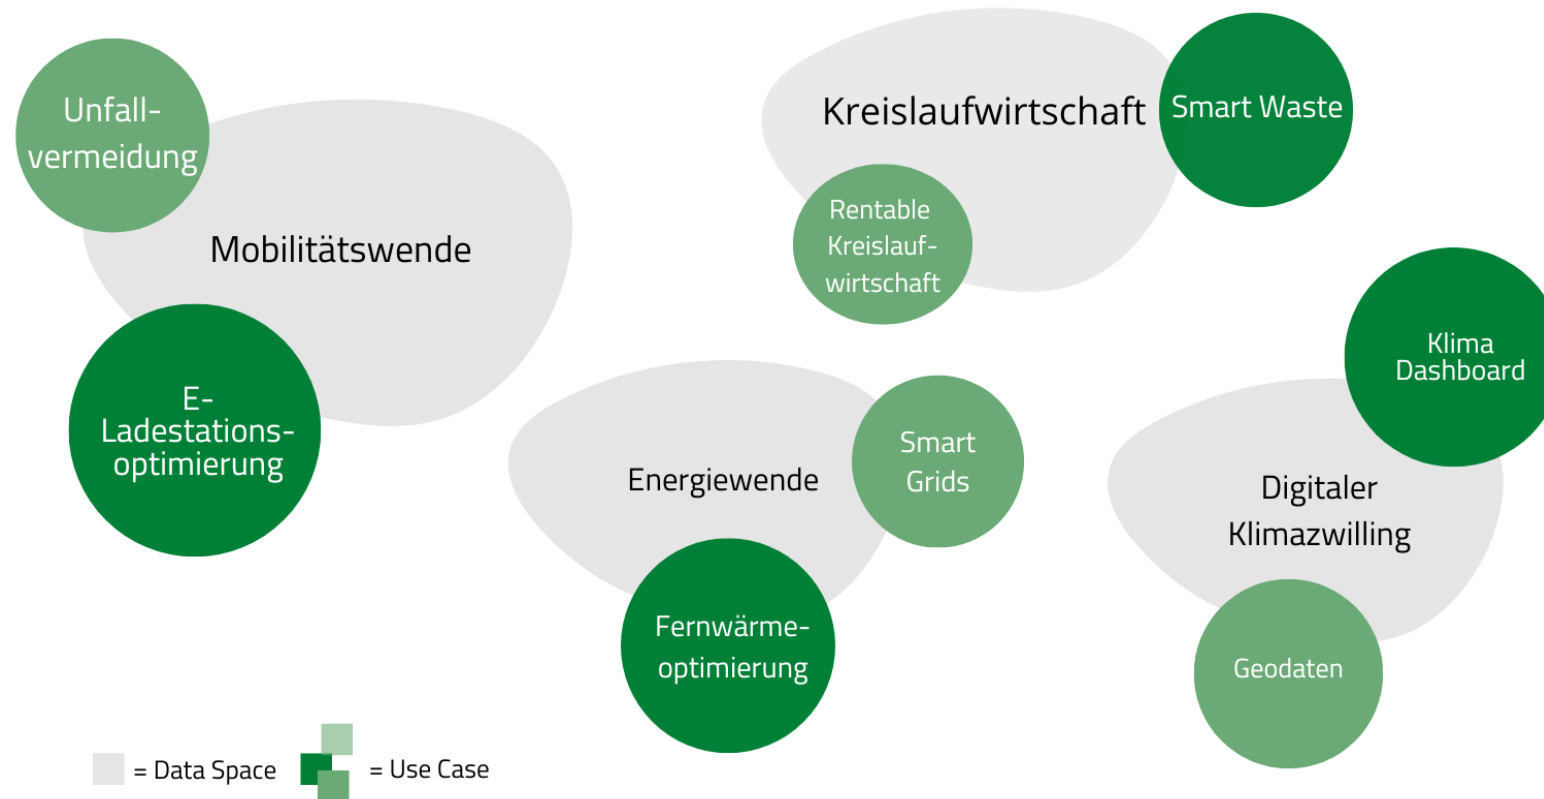 Unfall-
vermeidung
Mobilitätswende
E-
Ladestations-
optimierung
Kreislaufwirtschaft
Smart Waste
Rentable
Kreislauf-
wirtschaft
Energiewende
Smart
Grids
Fernwärme-
optimierung
Klima
Dashboard
Digitaler
Klimazwilling
Geodaten
= Data Space
= Use Case